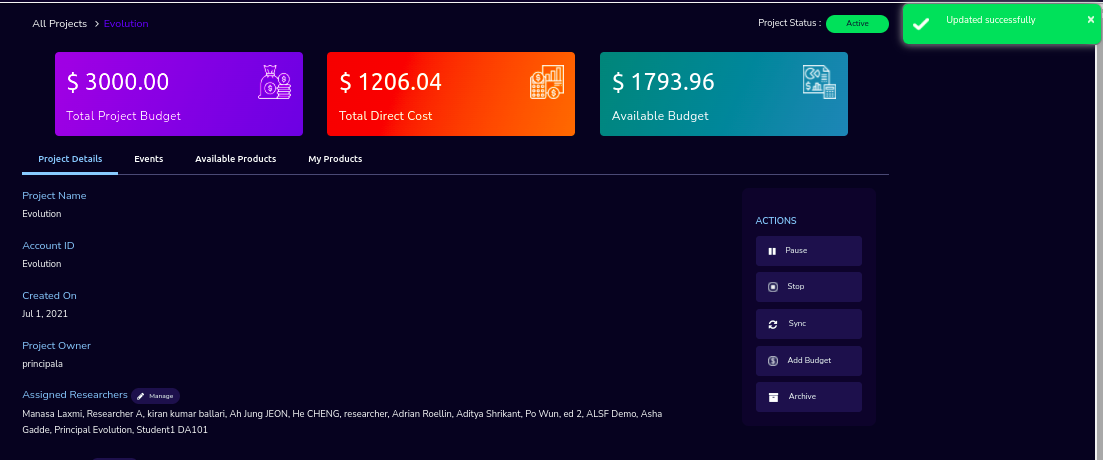 All Projects > Evolution
Project Status :
Active
Updated successfully
×
$ 3000.00
Total Project Budget
$ 1206.04
Total Direct Cost
$ 1793.96
Available Budget
Project Details
Events
Available Products
My Products
Project Name
Evolution
Account ID
Evolution
Created On
Jul 1, 2021
Project Owner
principala
Assigned Researchers
Manage
Manasa Laxmi, Researcher A, kiran kumar ballari, Ah Jung JEON, He CHENG, researcher, Adrian Roellin, Aditya Shrikant, Po Wun, ed 2, ALSF Demo, Asha
Gadde, Principal Evolution, Student1 DA101
ACTIONS
Pause
Stop
Sync
Add Budget
Archive